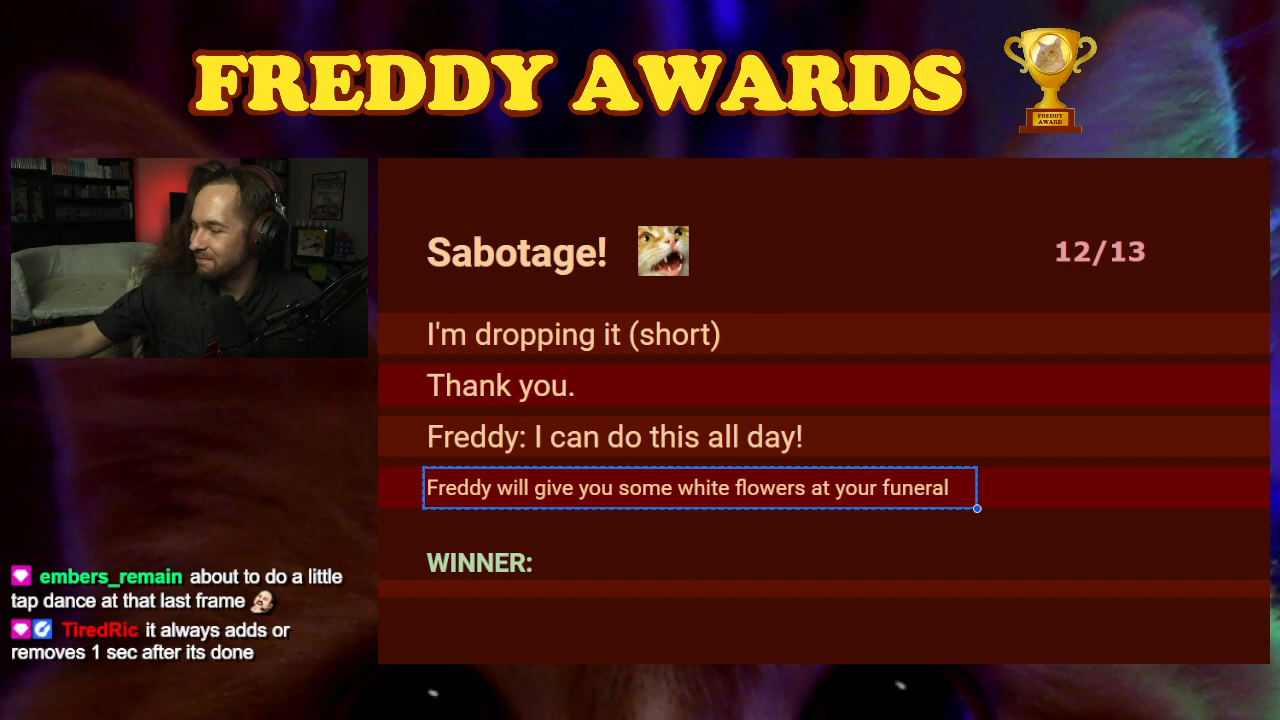 FREDDY AWARDS
FREDDY
AWARD
Sabotage!
12/13
I'm dropping it (short)
Thank you.
Freddy: I can do this all day!
Freddy will give you some white flowers at your funeral
WINNER:
embers_remain about to do a little
tap dance at that last frame
TiredRic it always adds or
removes 1 sec after its done